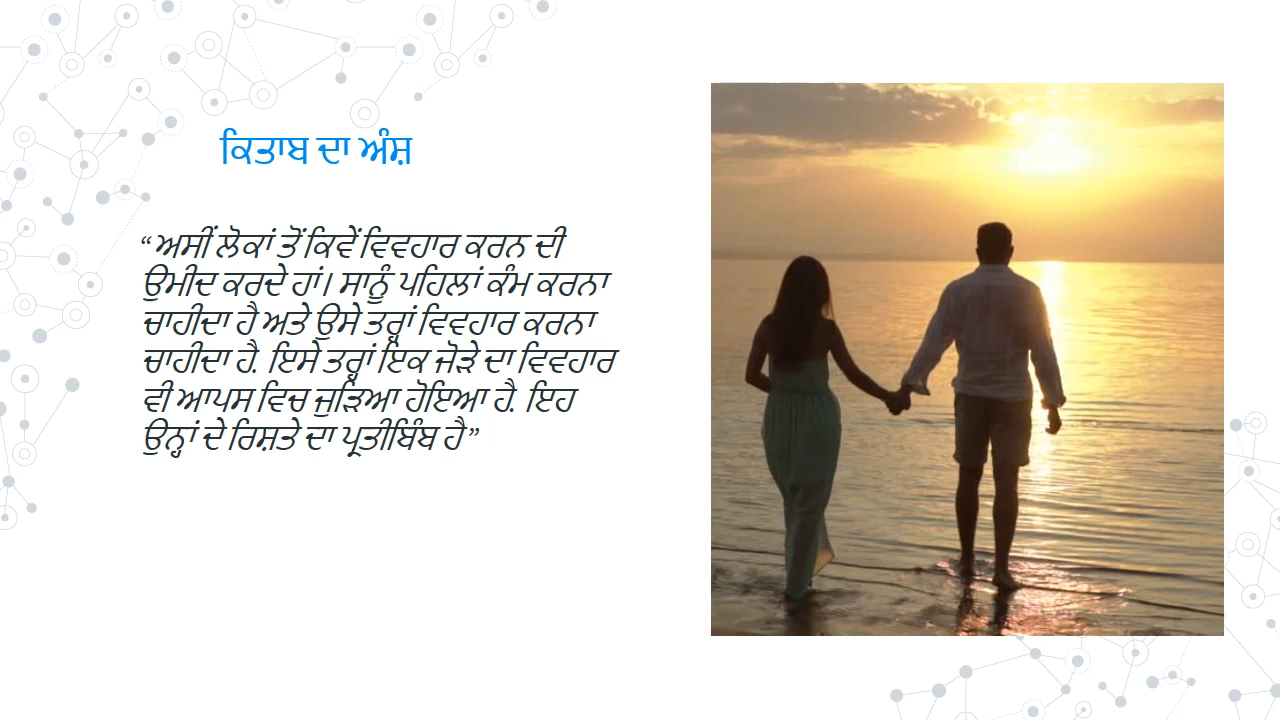 ਕਿਤਾਬ ਦਾ ਅੰਸ਼
“ਅਸੀਂ ਲੋਕਾਂ ਤੋਂ ਕਿਵੇਂ ਵਿਵਹਾਰ ਕਰਨ ਦੀ
ਉਮੀਦ ਕਰਦੇ ਹਾਂ। ਸਾਨੂੰ ਪਹਿਲਾਂ ਕੰਮ ਕਰਨਾ
ਚਾਹੀਦਾ ਹੈ ਅਤੇ ਉਸੇ ਤਰ੍ਹਾਂ ਵਿਵਹਾਰ ਕਰਨਾ
ਚਾਹੀਦਾ ਹੈ. ਇਸੇ ਤਰ੍ਹਾਂ ਇਕ ਜੋੜੇ ਦਾ ਵਿਵਹਾਰ
ਵੀ ਆਪਸ ਵਿਚ ਜੁੜਿਆ ਹੋਇਆ ਹੈ. ਇਹ
ਉਨ੍ਹਾਂ ਦੇ ਰਿਸ਼ਤੇ ਦਾ ਪ੍ਰਤੀਬਿੰਬ ਹੈ”